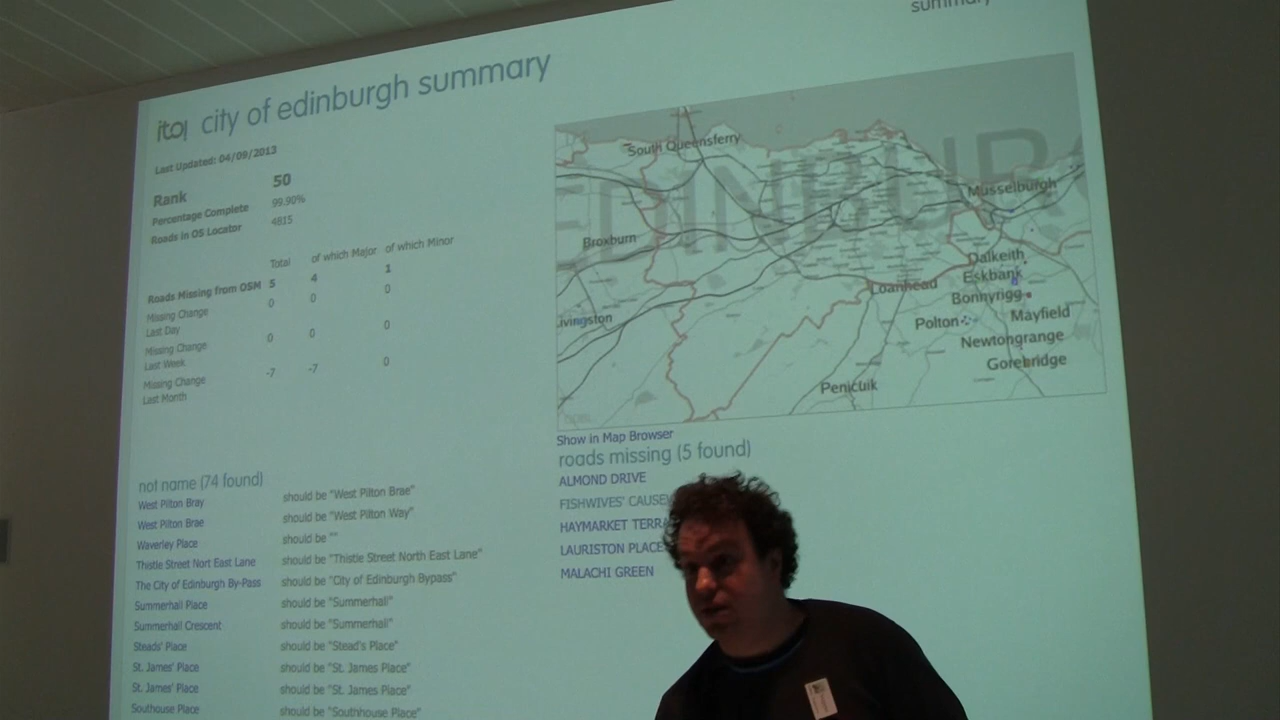 summary
ito! city of edinburgh summary
Last Updated: 04/09/2013
Rank 50
Percentage Complete 99.90%
Roads in OS Locator 4815
Total of which Major of which Minor
Roads Missing from OSM 5 4 1
Missing Change Last Day 0 0 0
Missing Change Last Week 0 0 0
Missing Change Last Month -7 -7 0
EDINBURG
South Queensferry
Musselburgh
Broxburn
Dalkeith
Eskbank
Loanhead
Bonnyrigg
Livingston
Polton
Mayfield
Newtongrange
Gorebridge
Penicuik
Show in Map Browser
roads missing (5 found)
ALMOND DRIVE
FISHWIVES' CAUSE
HAYMARKET TERRA
LAURISTON PLACE
MALACHI GREEN
not name (74 found)
West Pilton Bray should be "West Pilton Brae"
West Pilton Brae should be "West Pilton Way"
Waverley Place should be ""
Thistle Street Nort East Lane should be "Thistle Street North East Lane"
The City of Edinburgh By-Pass should be "City of Edinburgh Bypass"
Summerhall Place should be "Summerhall"
Summerhall Crescent should be "Summerhall"
Steads' Place should be "Stead's Place"
St. James' Place should be "St. James Place"
St. James' Place should be "St. James Place"
Southouse Place should be "Southhouse Place"